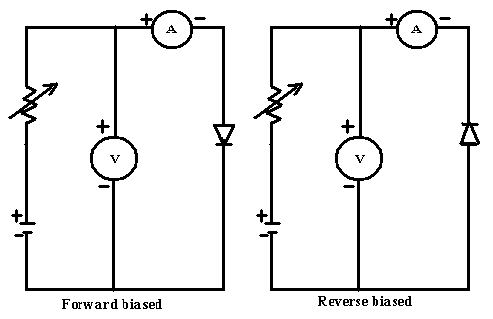 + A -
+
V
-
+
-
Forward biased
+ A -
+
V
-
+
-
Reverse biased